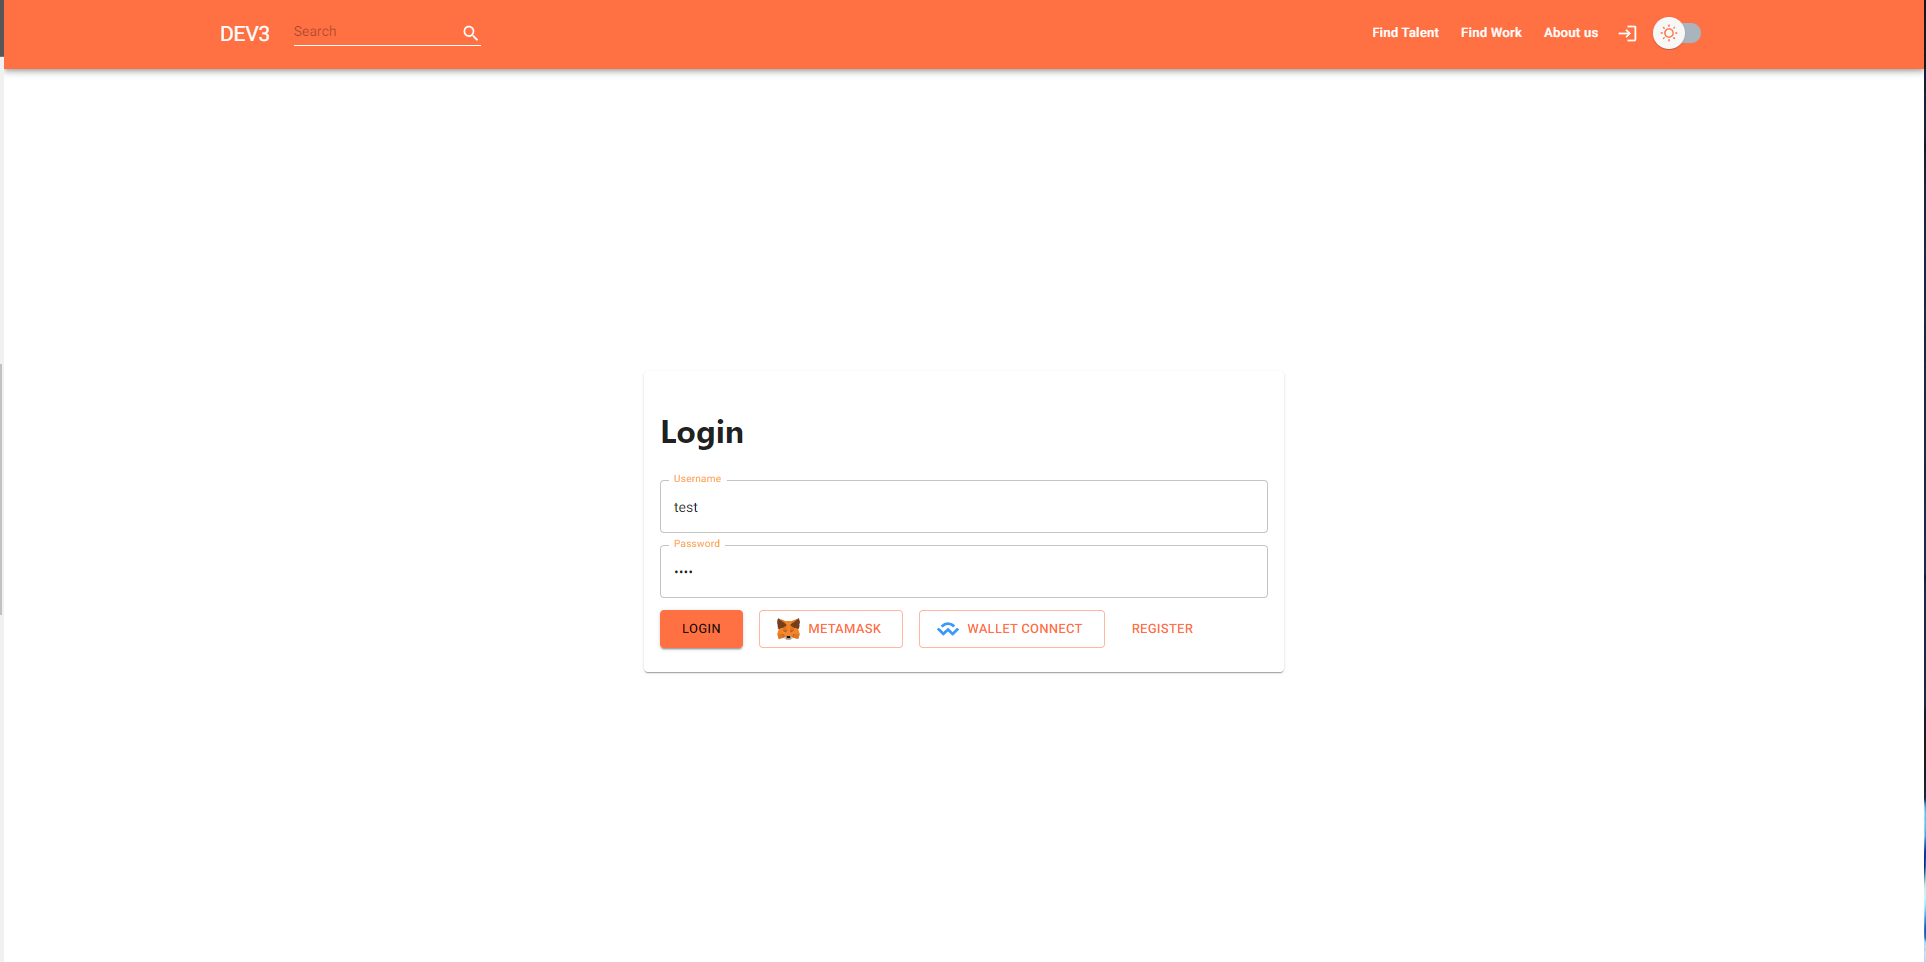 DEV3
Search
Find Talent
Find Work
About us
Login
Username
test
Password
••••
LOGIN
METAMASK
WALLET CONNECT
REGISTER